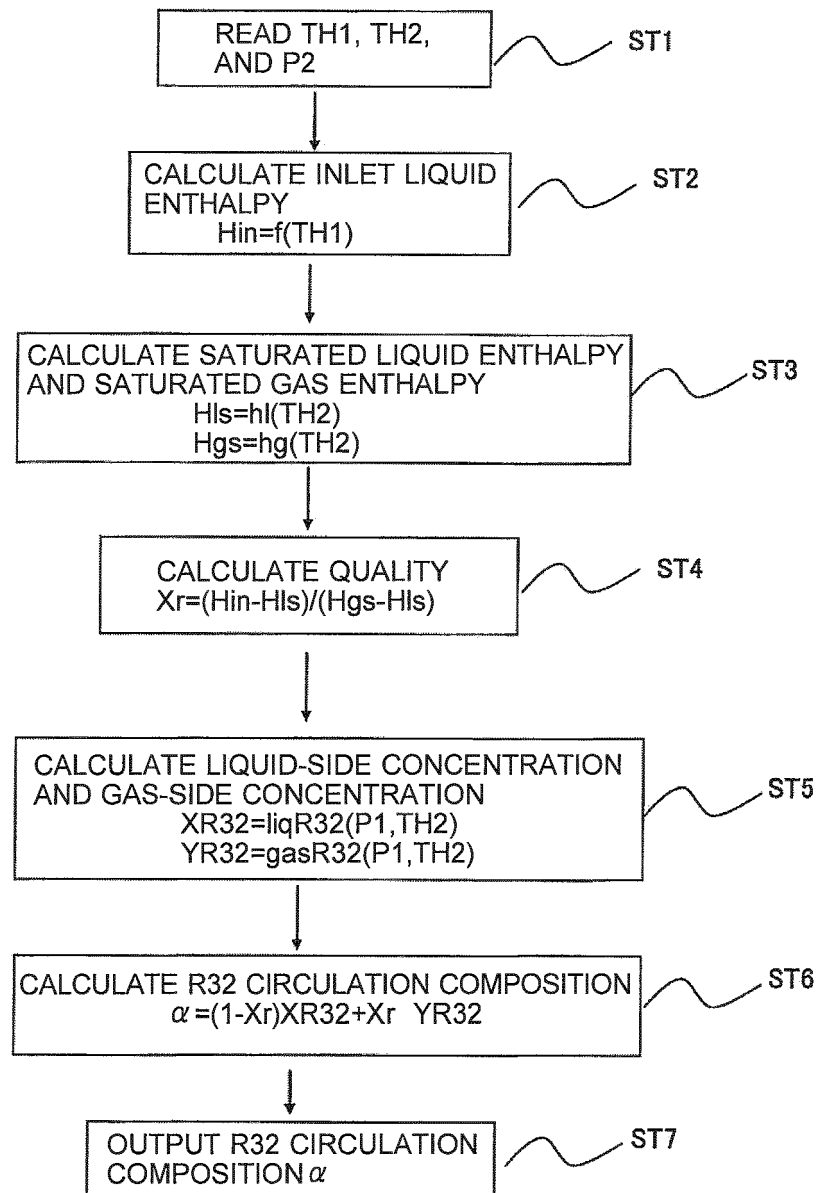 READ TH1, TH2,
AND P2
ST1
CALCULATE INLET LIQUID
ENTHALPY
Hin=f(TH1)
ST2
CALCULATE SATURATED LIQUID ENTHALPY
AND SATURATED GAS ENTHALPY
Hls=hl(TH2)
Hgs=hg(TH2)
ST3
CALCULATE QUALITY
Xr=(Hin-Hls)/(Hgs-Hls)
ST4
CALCULATE LIQUID-SIDE CONCENTRATION
AND GAS-SIDE CONCENTRATION
XR32=liqR32(P1,TH2)
YR32=gasR32(P1,TH2)
ST5
CALCULATE R32 CIRCULATION COMPOSITION
α=(1-Xr)XR32+Xr YR32
ST6
OUTPUT R32 CIRCULATION
COMPOSITION α
ST7